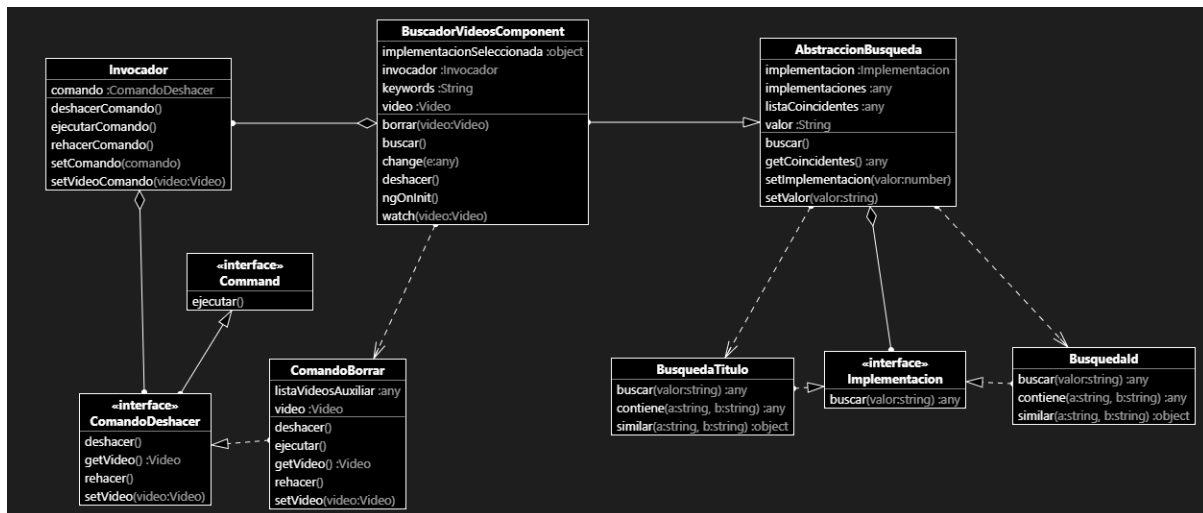 Invocador
comando :ComandoDeshacer
deshacerComando()
ejecutarComando()
rehacerComando()
setComando(comando)
setVideoComando(video:Video)
BuscadorVideosComponent
implementacionSeleccionada :object
invocador :Invocador
keywords :String
video :Video
borrar(video:Video)
buscar()
change(e:any)
deshacer()
ngOnInit()
watch(video:Video)
AbstraccionBusqueda
implementacion :Implementacion
implementaciones :any
listaCoincidentes :any
valor :String
buscar()
getCoincidentes() :any
setImplementacion(valor:number)
setValor(valor:string)
«interface»
Command
ejecutar()
«interface»
ComandoDeshacer
deshacer()
getVideo() :Video
rehacer()
setVideo(video:Video)
ComandoBorrar
listaVideosAuxiliar :any
video :Video
deshacer()
ejecutar()
getVideo() :Video
rehacer()
setVideo(video:Video)
BusquedaTitulo
buscar(valor:string) :any
contiene(a:string, b:string) :any
similar(a:string, b:string) :object
«interface»
Implementacion
buscar(valor:string) :any
BusquedaId
buscar(valor:string) :any
contiene(a:string, b:string) :any
similar(a:string, b:string) :object